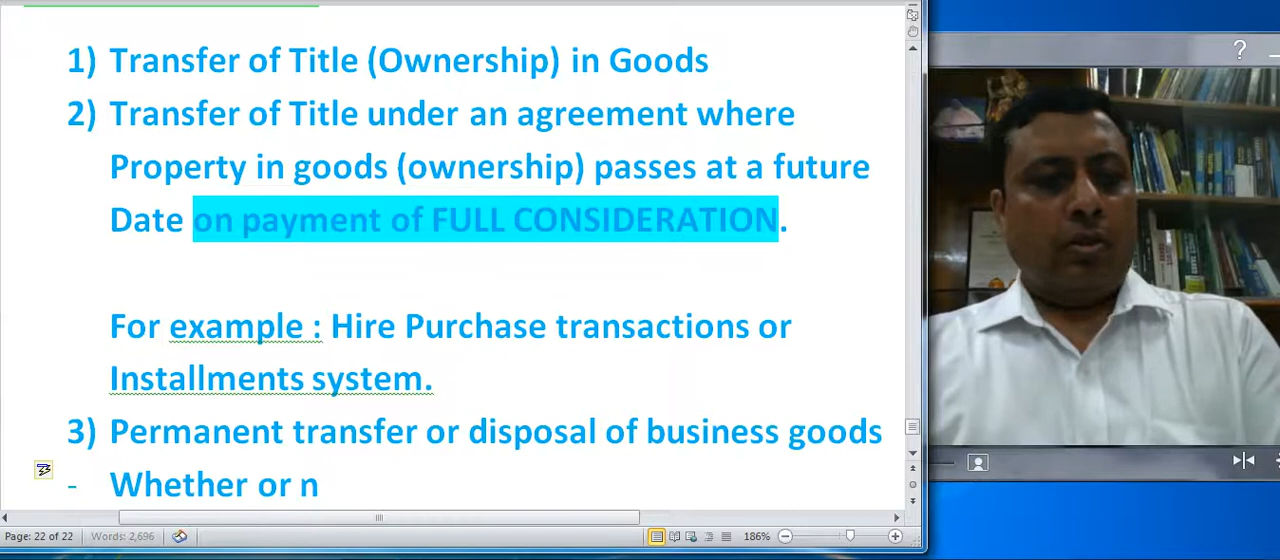 1) Transfer of Title (Ownership) in Goods
2) Transfer of Title under an agreement where
Property in goods (ownership) passes at a future
Date on payment of FULL CONSIDERATION.
For example : Hire Purchase transactions or
Installments system.
3) Permanent transfer or disposal of business goods
- Whether or n
Page: 22 of 22 Words: 2,696 186%